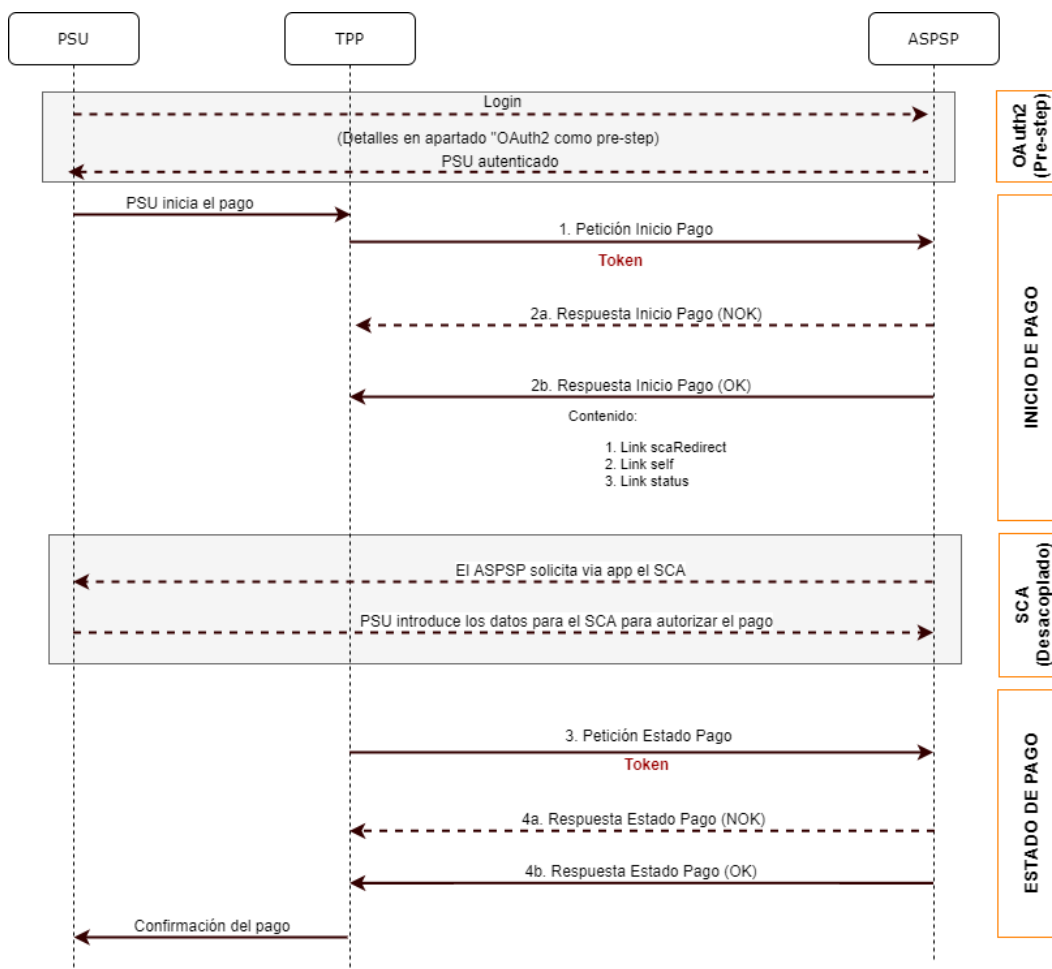 PSU
TPP
ASPSP
Login
(Detalles en apartado "OAuth2 como pre-step)
PSU autenticado
OAuth2
(Pre-step)
PSU inicia el pago
1. Petición Inicio Pago
Token
2a. Respuesta Inicio Pago (NOK)
2b. Respuesta Inicio Pago (OK)
Contenido:
1. Link scaRedirect
2. Link self
3. Link status
INICIO DE PAGO
El ASPSP solicita via app el SCA
PSU introduce los datos para el SCA para autorizar el pago
SCA
(Desacoplado)
3. Petición Estado Pago
Token
4a. Respuesta Estado Pago (NOK)
4b. Respuesta Estado Pago (OK)
Confirmación del pago
ESTADO DE PAGO